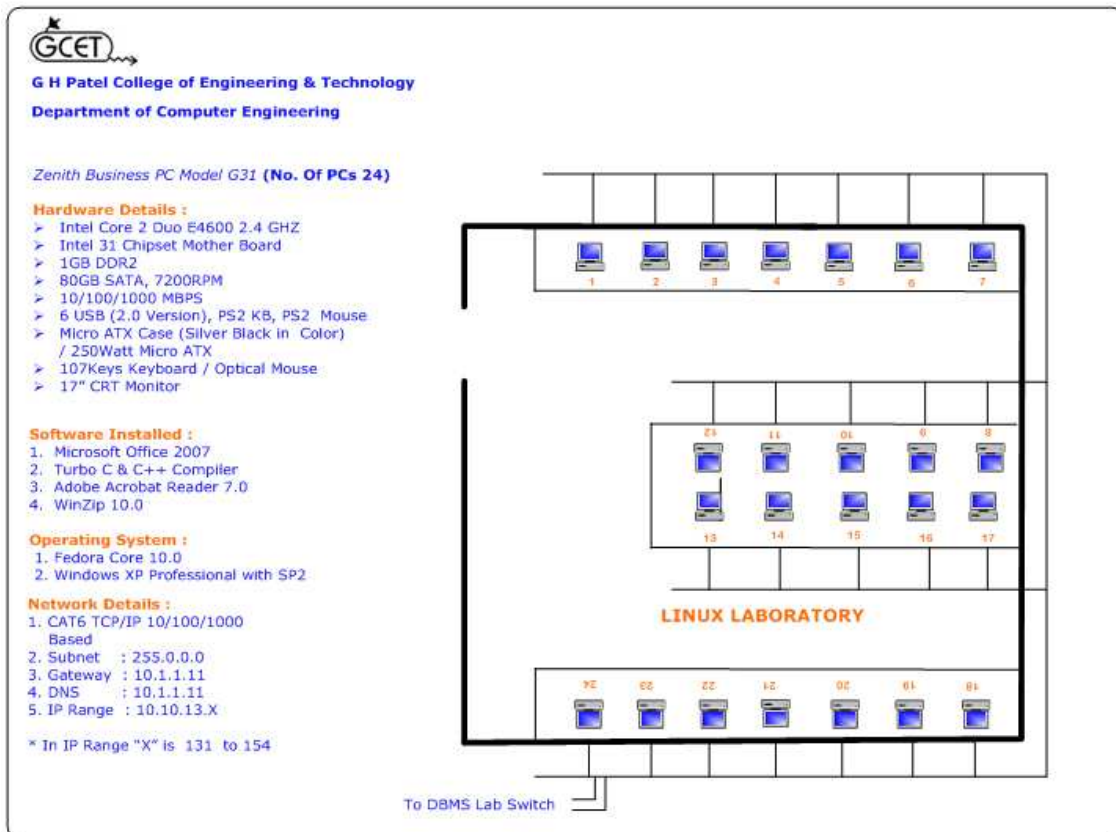 GCET
G H Patel College of Engineering & Technology
Department of Computer Engineering
Zenith Business PC Model G31 (No. Of PCs 24)
Hardware Details :
➢ Intel Core 2 Duo E4600 2.4 GHZ
➢ Intel 31 Chipset Mother Board
➢ 1GB DDR2
➢ 80GB SATA, 7200RPM
➢ 10/100/1000 MBPS
➢ 6 USB (2.0 Version), PS2 KB, PS2 Mouse
➢ Micro ATX Case (Silver Black in Color)
/ 250Watt Micro ATX
➢ 107Keys Keyboard / Optical Mouse
➢ 17" CRT Monitor
Software Installed :
1. Microsoft Office 2007
2. Turbo C & C++ Compiler
3. Adobe Acrobat Reader 7.0
4. WinZip 10.0
Operating System :
1. Fedora Core 10.0
2. Windows XP Professional with SP2
Network Details :
1. CAT6 TCP/IP 10/100/1000
Based
2. Subnet : 255.0.0.0
3. Gateway : 10.1.1.11
4. DNS : 10.1.1.11
5. IP Range : 10.10.13.X
* In IP Range "X" is 131 to 154
1 2 3 4 5 6 7
12 11 10 9 8
13 14 15 16 17
LINUX LABORATORY
24 23 22 21 20 19 18
To DBMS Lab Switch